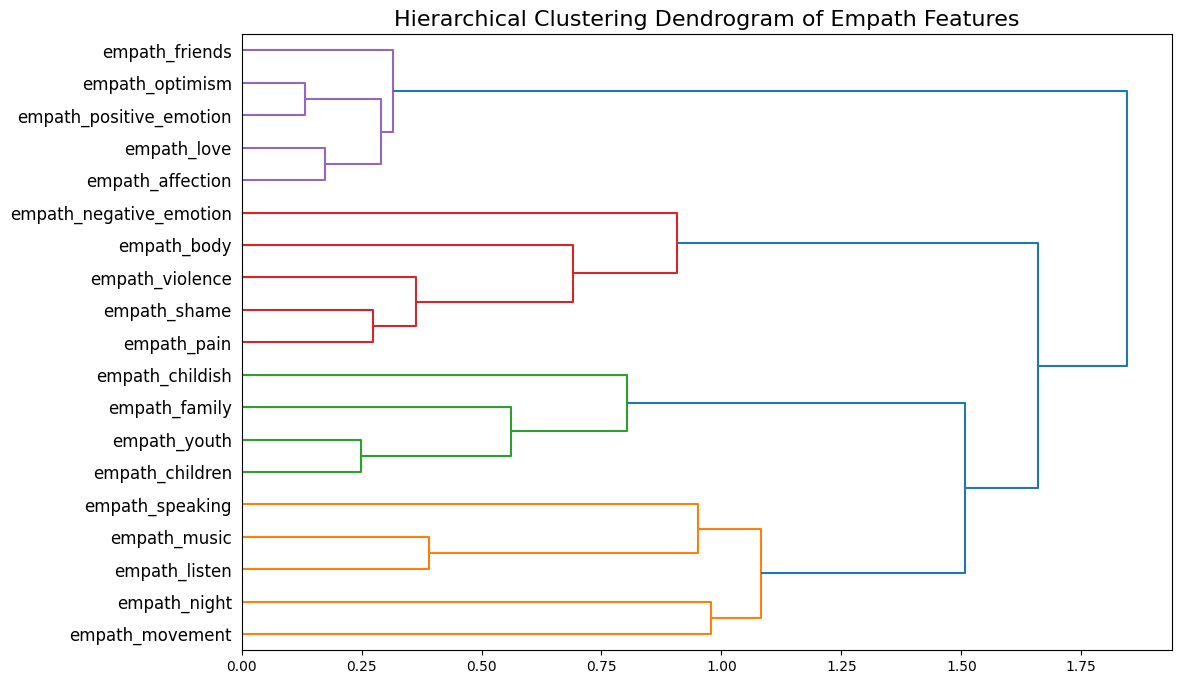 Hierarchical Clustering Dendrogram of Empath Features
empath_friends
empath_optimism
empath_positive_emotion
empath_love
empath_affection
empath_negative_emotion
empath_body
empath_violence
empath_shame
empath_pain
empath_childish
empath_family
empath_youth
empath_children
empath_speaking
empath_music
empath_listen
empath_night
empath_movement
0.00 0.25 0.50 0.75 1.00 1.25 1.50 1.75